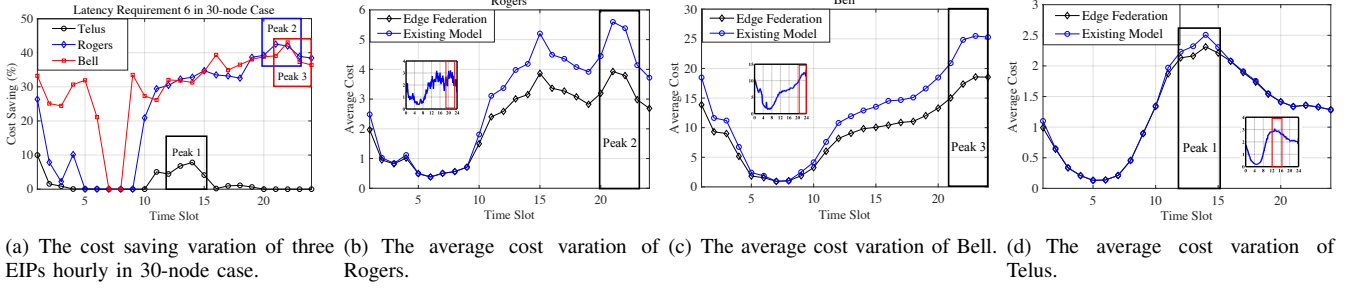 Latency Requirement 6 in 30-node Case
Telus
Rogers
Bell
Peak 2
Peak 3
Peak 1
Cost Saving (%)
0
10
20
30
40
50
5
10
15
20
Time Slot
Rogers
Edge Federation
Existing Model
Peak 2
Average Cost
0
2
4
6
5
10
15
20
Time Slot
Bell
Edge Federation
Existing Model
Peak 3
Average Cost
0
5
10
15
20
25
30
5
10
15
20
Time Slot
Edge Federation
Existing Model
Peak 1
Average Cost
0
0.5
1
1.5
2
2.5
3
5
10
15
20
Time Slot
(a) The cost saving varation of three EIPs hourly in 30-node case.
(b) The average cost varation of Rogers.
(c) The average cost varation of Bell.
(d) The average cost varation of Telus.